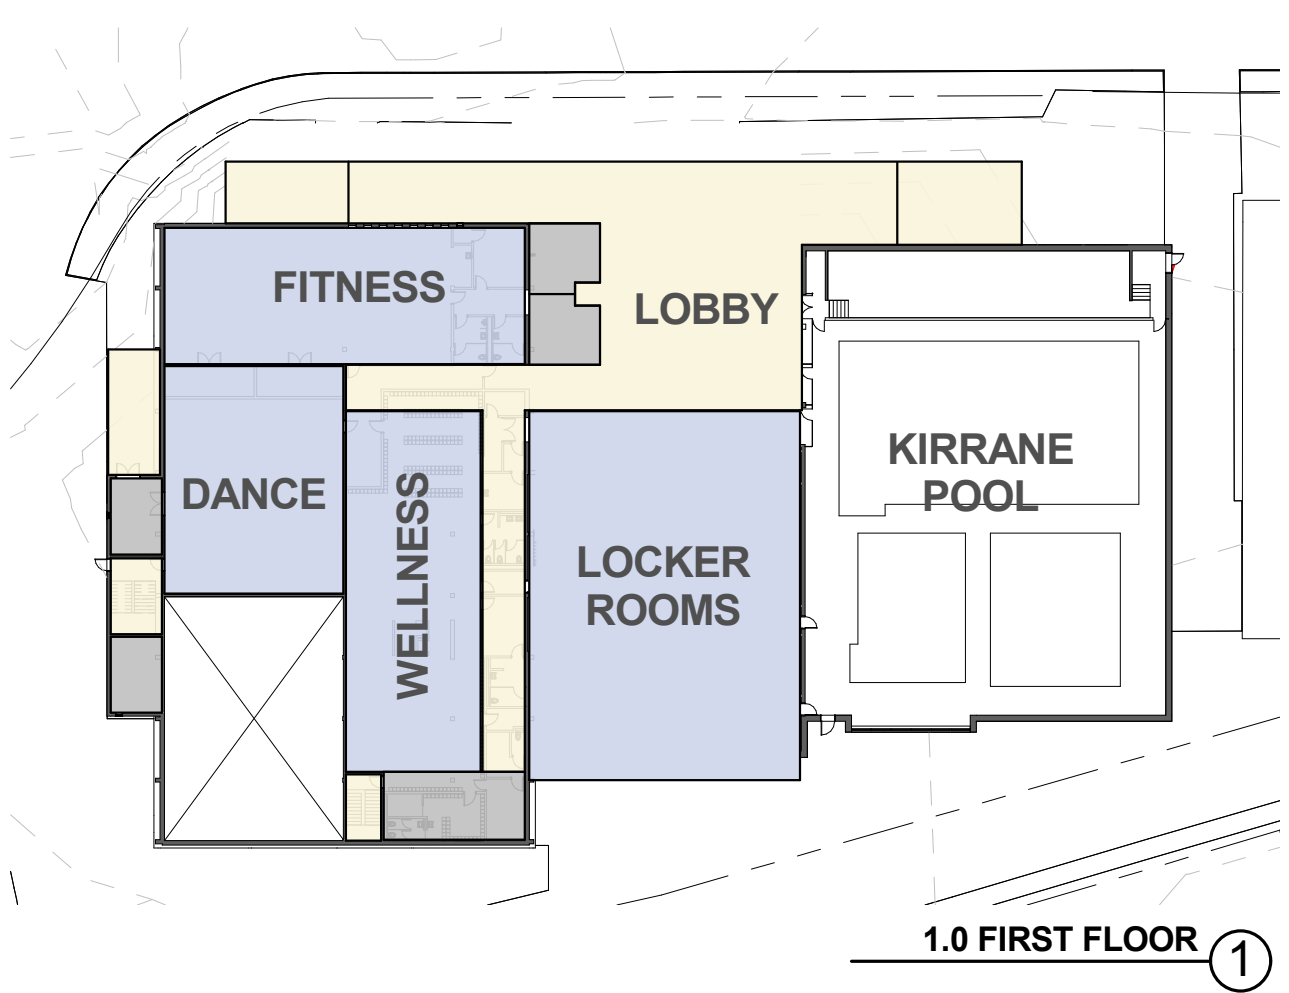 FITNESS
LOBBY
KIRRANE
POOL
DANCE
WELLNESS
LOCKER
ROOMS
1.0 FIRST FLOOR
1